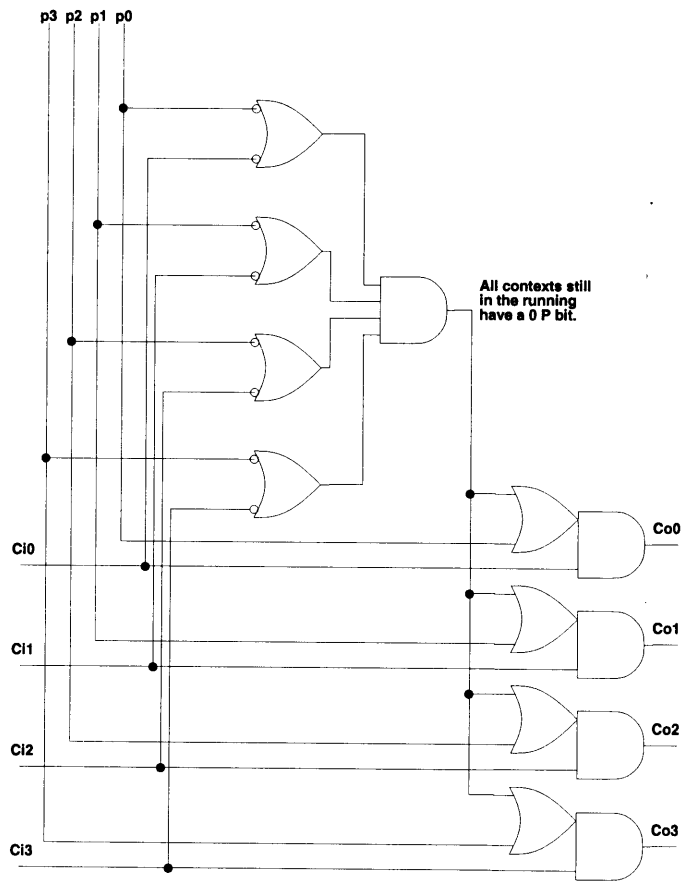 p3 p2 p1 p0
All contexts still
in the running
have a 0 P bit.
Co0
Ci0
Co1
Ci1
Co2
Ci2
Co3
Ci3